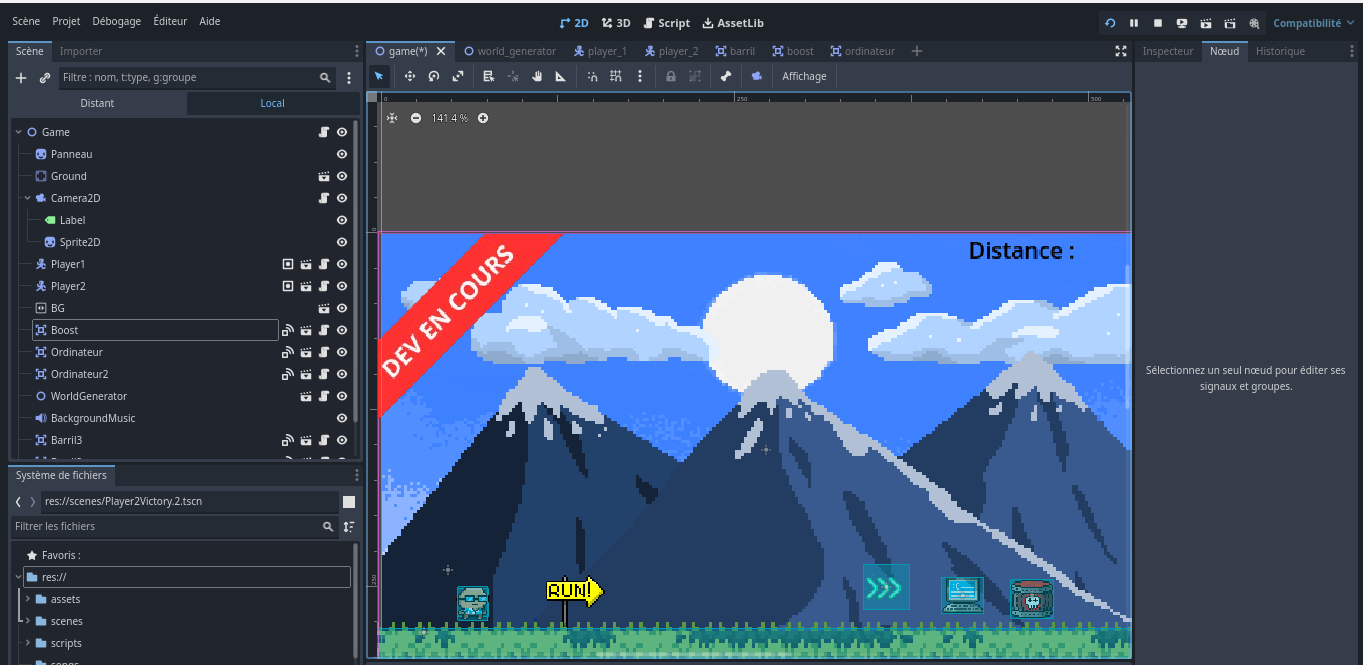 Scène Projet Débogage Éditeur Aide
2D 3D Script AssetLib
Compatibilité
Scène Importer
game(*) world_generator player_1 player_2 barril boost ordinateur
Inspecteur Nœud Historique
Filtre : nom, t:type, g:groupe
Affichage
Distant Local
0 250 500
141.4 %
Game
Panneau
Ground
Camera2D
Label
Sprite2D
Player1
Player2
BG
Boost
Ordinateur
Ordinateur2
WorldGenerator
BackgroundMusic
Barril3
Distance :
DEV EN COURS
RUN!
250
Sélectionnez un seul nœud pour éditer ses
signaux et groupes.
Système de fichiers
res://scenes/Player2Victory.2.tscn
Filtrer les fichiers
Favoris :
res://
assets
scenes
scripts